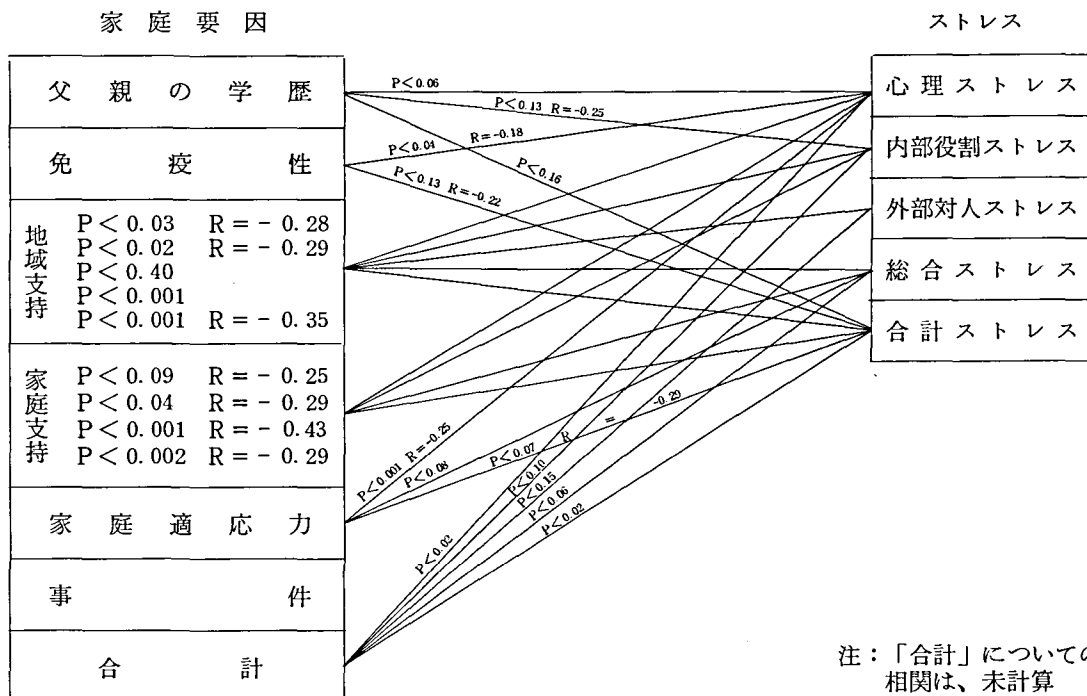 家庭要因
ストレス
父親の学歴
免疫性
地域支持
P<0.03 R=-0.28
P<0.02 R=-0.29
P<0.40
P<0.001
P<0.001 R=-0.35
家庭支持
P<0.09 R=-0.25
P<0.04 R=-0.29
P<0.001 R=-0.43
P<0.002 R=-0.29
家庭適応力
事件
合計
P<0.06
P<0.13 R=-0.25
P<0.16
P<0.04 R=-0.18
P<0.13 R=-0.22
P<0.001 R=-0.25
P<0.08
P<0.07 R=-0.29
P<0.02
P<0.10
P<0.15
P<0.06
P<0.02
心理ストレス
内部役割ストレス
外部対人ストレス
総合ストレス
合計ストレス
注：「合計」についての
相関は、未計算